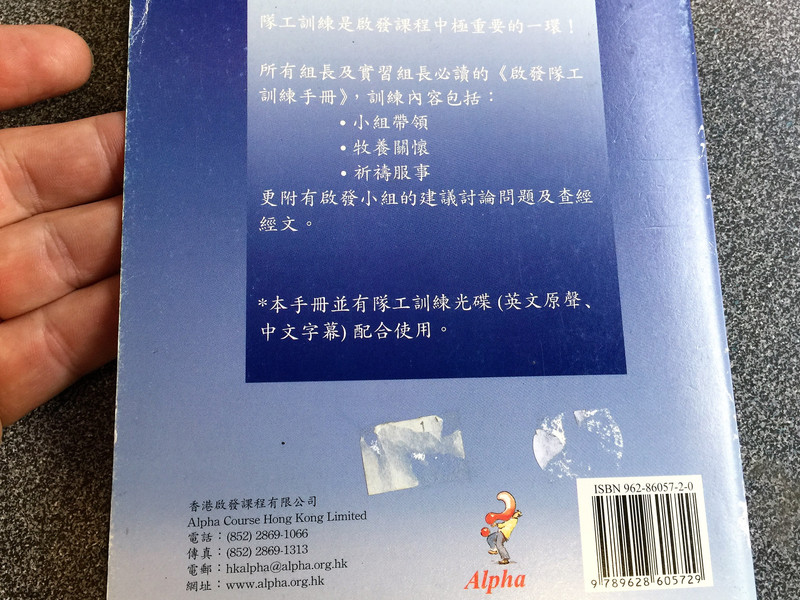 隊工訓練是啟發課程中極重要的一環！
所有組長及實習組長必讀的《啟發隊工
訓練手冊》，訓練內容包括：
•小組帶領
•牧養關懷
•祈禱服事
更附有啟發小組的建議討論問題及查經
經文。
*本手冊並有隊工訓練光碟 (英文原聲、
中文字幕) 配合使用。
香港啟發課程有限公司
Alpha Course Hong Kong Limited
電話：(852) 2869-1066
傳真：(852) 2869-1313
電郵：hkalpha@alpha.org.hk
網址：www.alpha.org.hk
Alpha
ISBN 962-86057-2-0
9 789628 605729